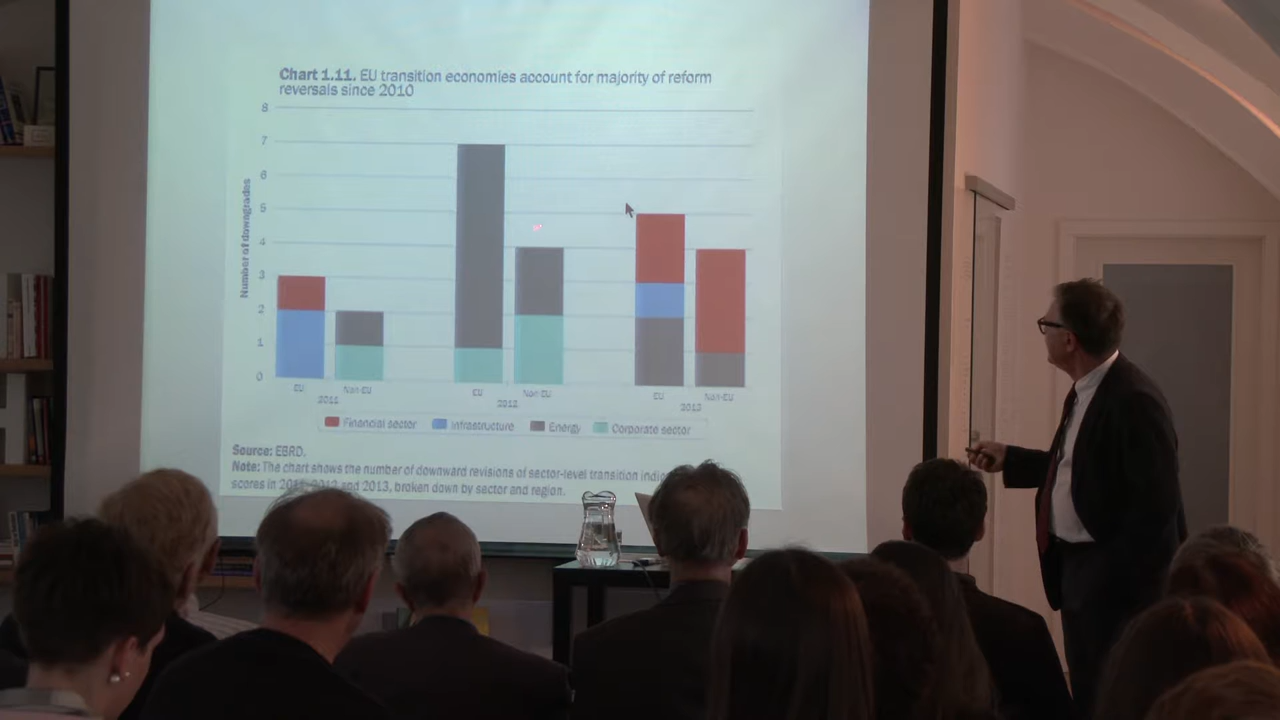 Chart 1.11. EU transition economies account for majority of reform
reversals since 2010
8
7
6
5
4
3
2
1
0
Number of downgrades
EU Non-EU EU Non-EU EU Non-EU
2011 2012 2013
Financial sector Infrastructure Energy Corporate sector
Source: EBRD.
Note: The chart shows the number of downward revisions of sector-level transition
scores in 2011, 2012 and 2013, broken down by sector and region.